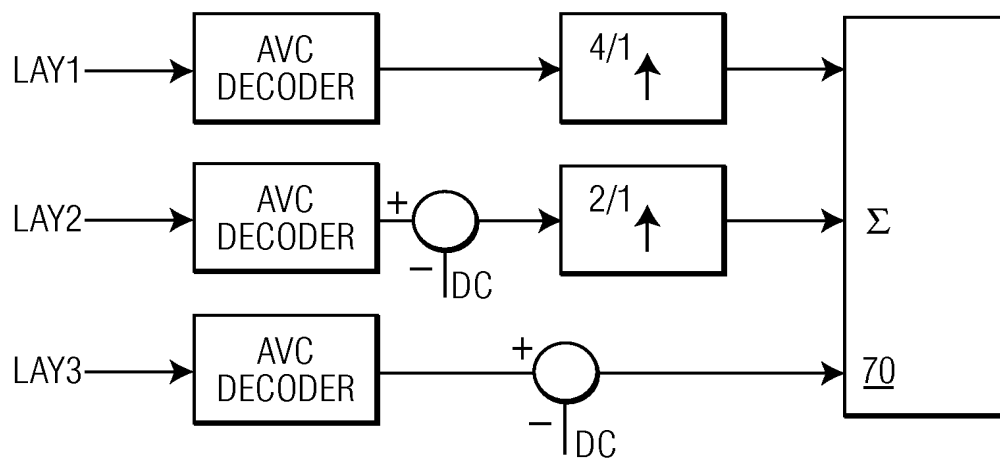 LAY1
AVC
DECODER
4/1
LAY2
AVC
DECODER
+
−
DC
2/1
Σ
LAY3
AVC
DECODER
+
−
DC
70